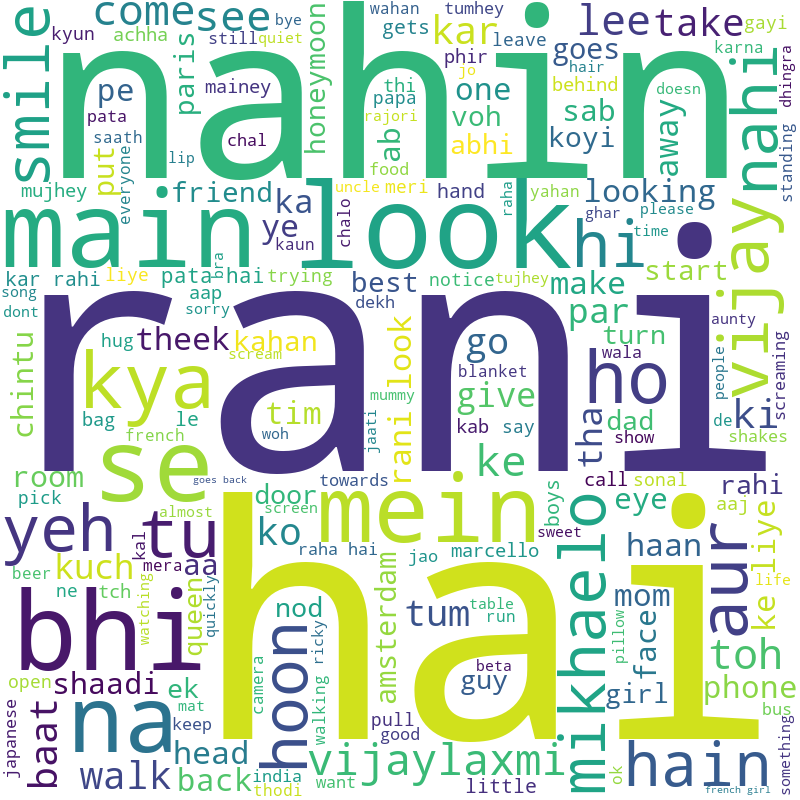 come see kar lee take
wahan tumhey bye still quiet gets leave gayi
kyun achha paris honeymoon phir goes karna
smile nahin nahi
pe mainey thi one behind hair jo dhingra
pata papa voh sab doesn
saath chal rajori ab abhi koyi away standing
put lip everyone
mujhey friend uncle meri hand yahan looking
main look hi vijay
ka ye kaun chalo raha ghar please time
kar rahi liye pata hai bra trying best notice tujhey make start
song aap dekh par
dont sorry aunty
hug theek kahan go turn
scream wala people screaming
rani
chintu kya blanket ho
bag le tim rani look mummy give dad ki
french woh jaati kab say tha show de shakes
se ke
room goes back towards call sonal rahi
pick almost door screen mein boys sweet eye aaj
yeh tu ko haan
kal raha hai jao marcello
beer kuch mera aa amsterdam mikhaelo aur ke liye life
ne tch queen quickly nod tum table run mom
watching hai
bhi hoon ricky beta face pillow toh
open shaadi ek camera guy girl phone
mat walking bus
na keep pull good
japanese baat head vijaylaxmi ok hain something
walk back india want little
thodi french girl